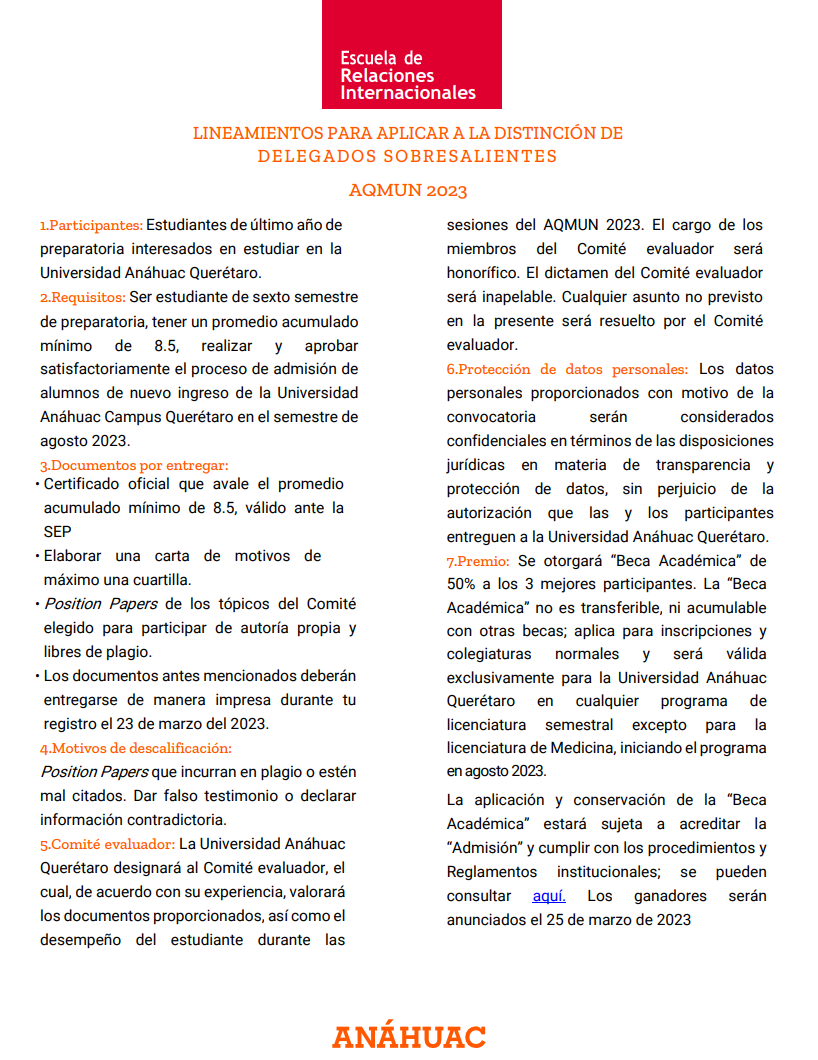 Escuela de
Relaciones
Internacionales
LINEAMIENTOS PARA APLICAR A LA DISTINCIÓN DE
DELEGADOS SOBRESALIENTES
AQMUN 2023
1.Participantes: Estudiantes de último año de
preparatoria interesados en estudiar en la
Universidad Anáhuac Querétaro.
2.Requisitos: Ser estudiante de sexto semestre
de preparatoria, tener un promedio acumulado
mínimo de 8.5, realizar y aprobar
satisfactoriamente el proceso de admisión de
alumnos de nuevo ingreso de la Universidad
Anáhuac Campus Querétaro en el semestre de
agosto 2023.
3.Documentos por entregar:
• Certificado oficial que avale el promedio
acumulado mínimo de 8.5, válido ante la
SEP
• Elaborar una carta de motivos de
máximo una cuartilla.
• Position Papers de los tópicos del Comité
elegido para participar de autoría propia y
libres de plagio.
• Los documentos antes mencionados deberán
entregarse de manera impresa durante tu
registro el 23 de marzo del 2023.
4.Motivos de descalificación:
Position Papers que incurran en plagio o estén
mal citados. Dar falso testimonio o declarar
información contradictoria.
5.Comité evaluador: La Universidad Anáhuac
Querétaro designará al Comité evaluador, el
cual, de acuerdo con su experiencia, valorará
los documentos proporcionados, así como el
desempeño del estudiante durante las
sesiones del AQMUN 2023. El cargo de los
miembros del Comité evaluador será
honorífico. El dictamen del Comité evaluador
será inapelable. Cualquier asunto no previsto
en la presente será resuelto por el Comité
evaluador.
6.Protección de datos personales: Los datos
personales proporcionados con motivo de la
convocatoria serán considerados
confidenciales en términos de las disposiciones
jurídicas en materia de transparencia y
protección de datos, sin perjuicio de la
autorización que las y los participantes
entreguen a la Universidad Anáhuac Querétaro.
7.Premio: Se otorgará “Beca Académica” de
50% a los 3 mejores participantes. La “Beca
Académica” no es transferible, ni acumulable
con otras becas; aplica para inscripciones y
colegiaturas normales y será válida
exclusivamente para la Universidad Anáhuac
Querétaro en cualquier programa de
licenciatura semestral excepto para la
licenciatura de Medicina, iniciando el programa
en agosto 2023.
La aplicación y conservación de la “Beca
Académica” estará sujeta a acreditar la
“Admisión” y cumplir con los procedimientos y
Reglamentos institucionales; se pueden
consultar aquí. Los ganadores serán
anunciados el 25 de marzo de 2023
ANÁHUAC